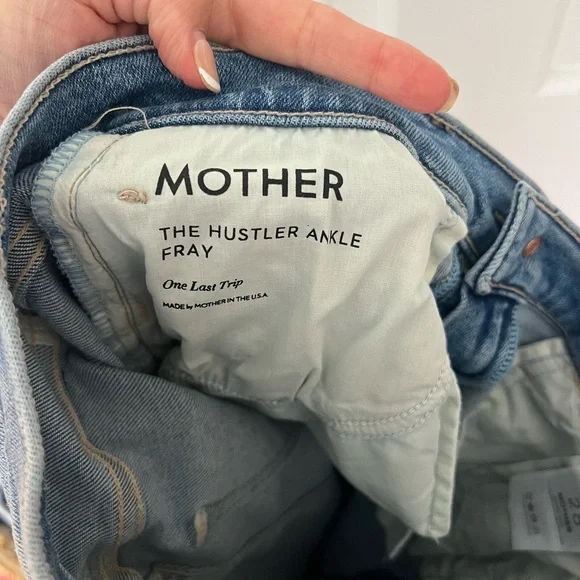 MOTHER
THE HUSTLER ANKLE
FRAY
One Last Trip
MADE by MOTHER IN THE U.S.A.